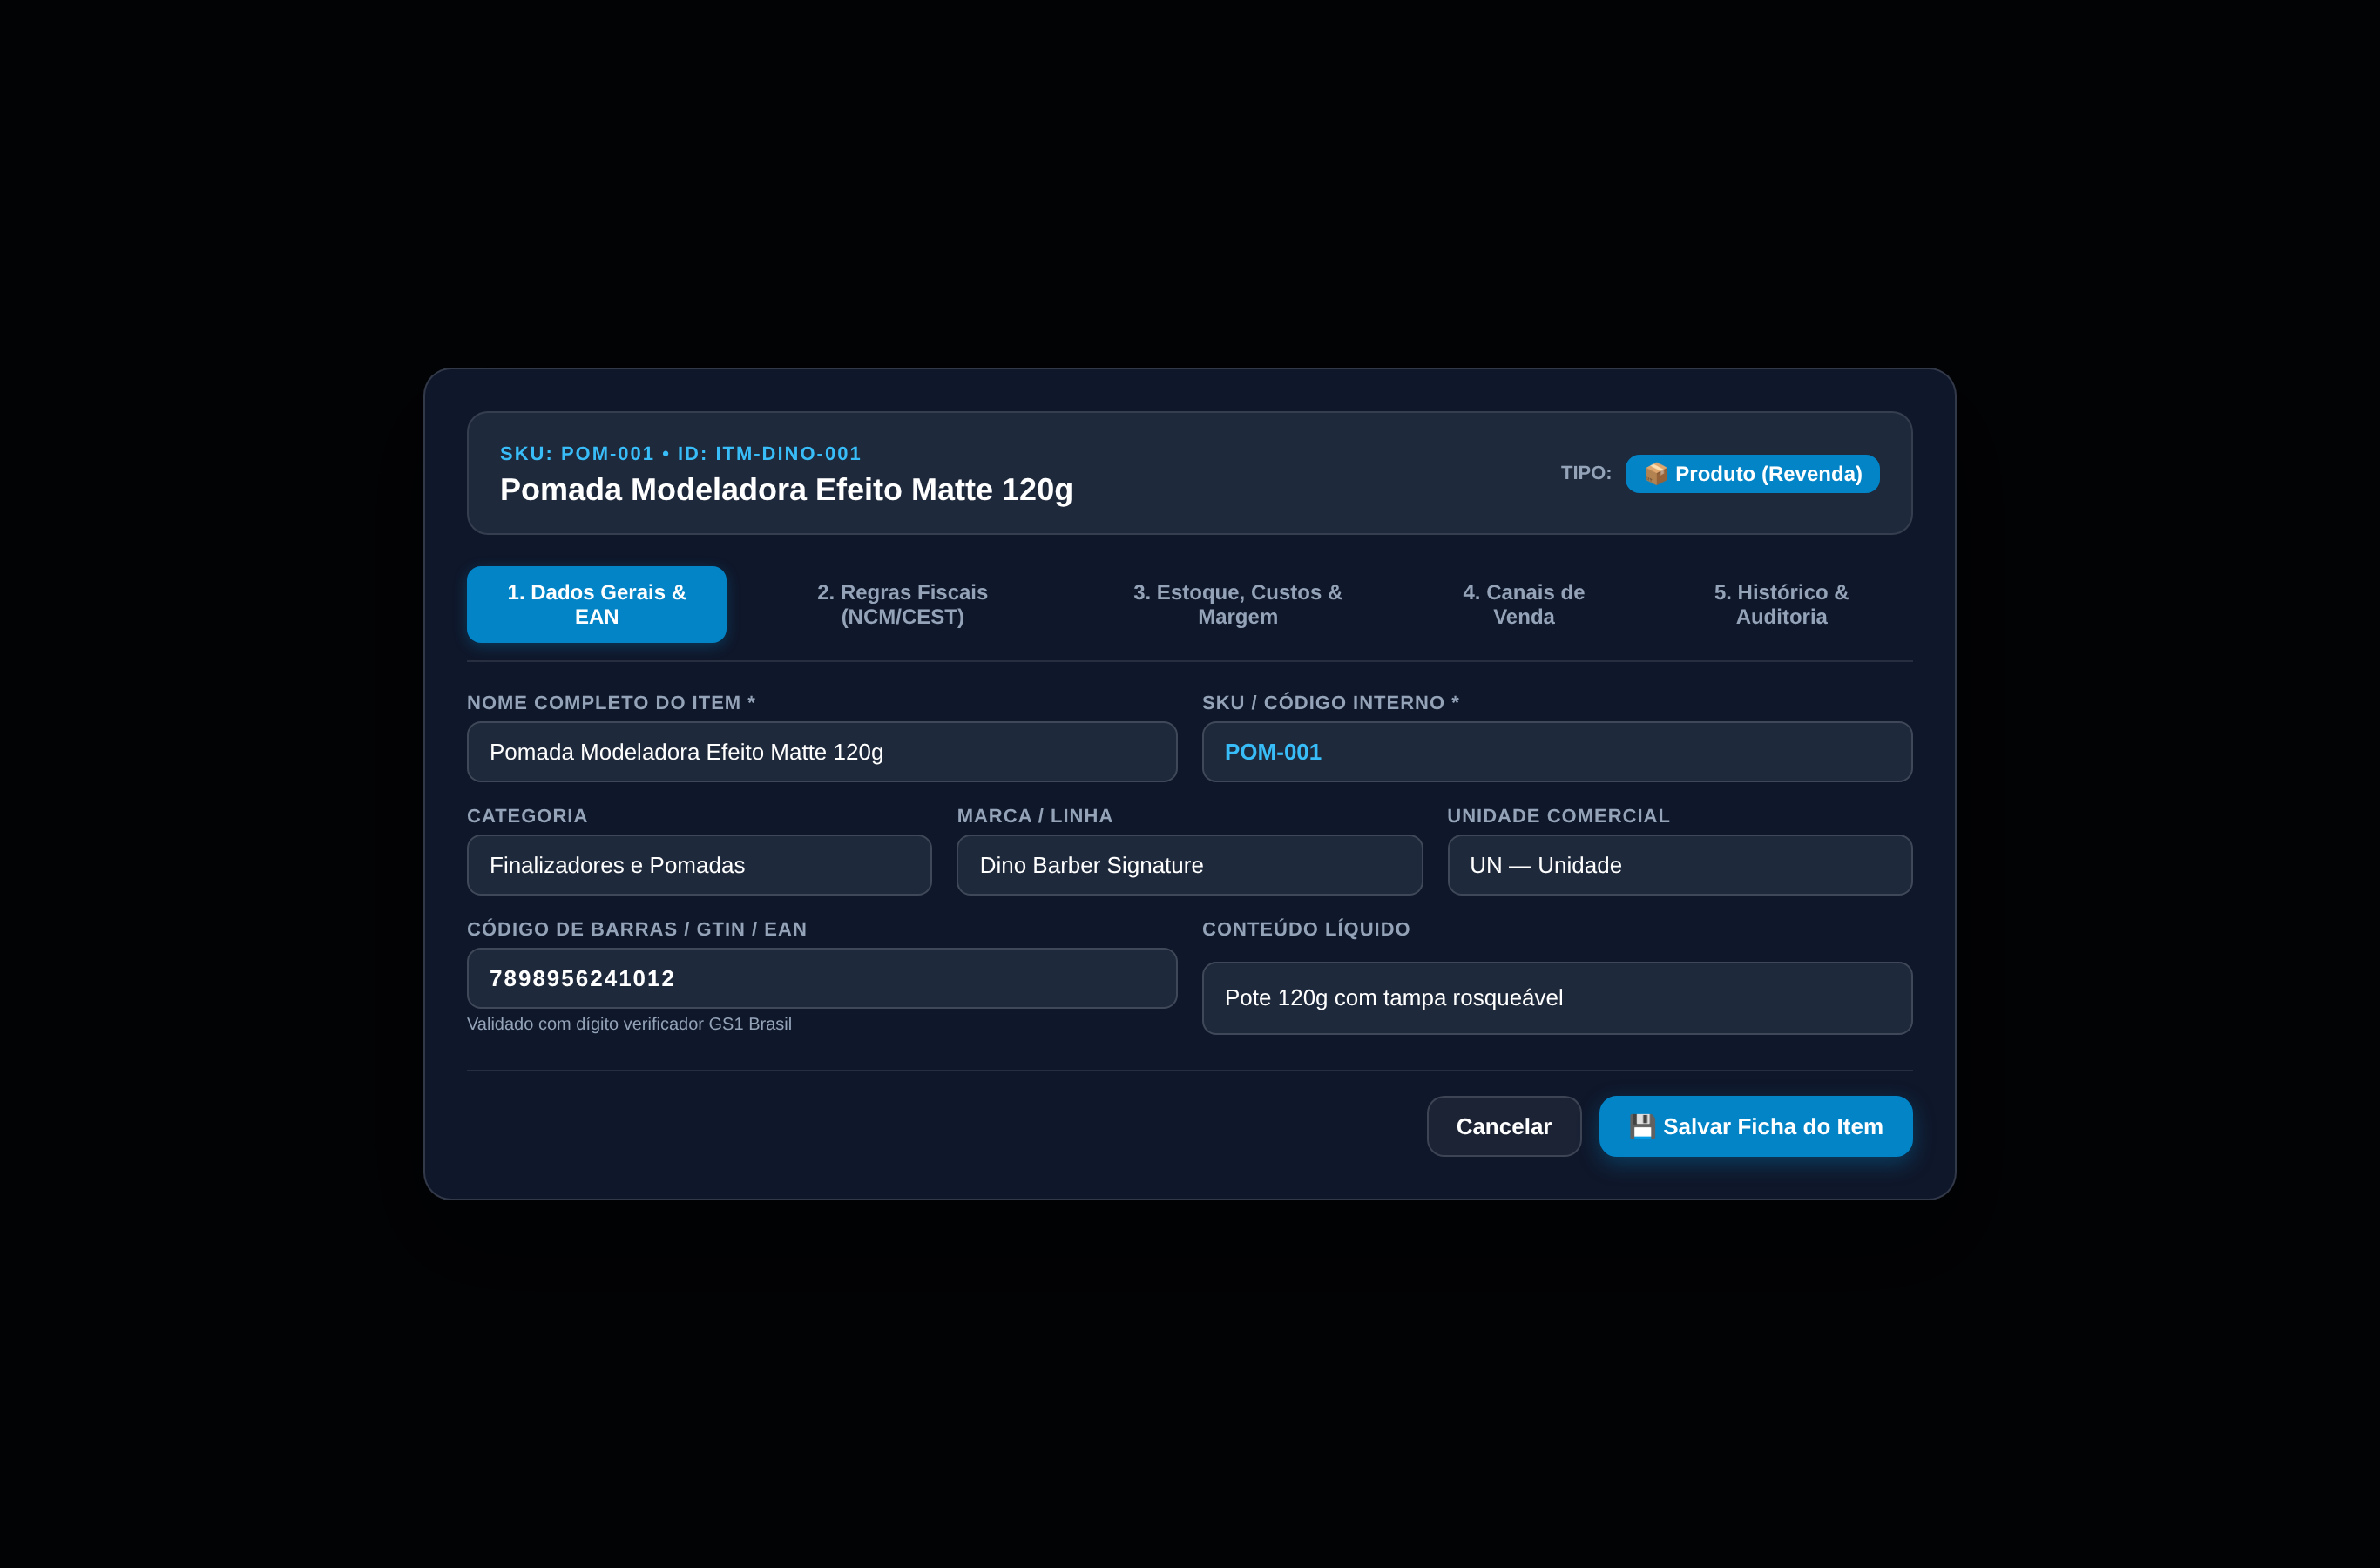 SKU: POM-001 • ID: ITM-DINO-001
Pomada Modeladora Efeito Matte 120g
TIPO: 📦 Produto (Revenda)
1. Dados Gerais &
EAN
2. Regras Fiscais
(NCM/CEST)
3. Estoque, Custos &
Margem
4. Canais de
Venda
5. Histórico &
Auditoria
NOME COMPLETO DO ITEM *
Pomada Modeladora Efeito Matte 120g
SKU / CÓDIGO INTERNO *
POM-001
CATEGORIA
Finalizadores e Pomadas
MARCA / LINHA
Dino Barber Signature
UNIDADE COMERCIAL
UN — Unidade
CÓDIGO DE BARRAS / GTIN / EAN
7898956241012
Validado com dígito verificador GS1 Brasil
CONTEÚDO LÍQUIDO
Pote 120g com tampa rosqueável
Cancelar
💾 Salvar Ficha do Item